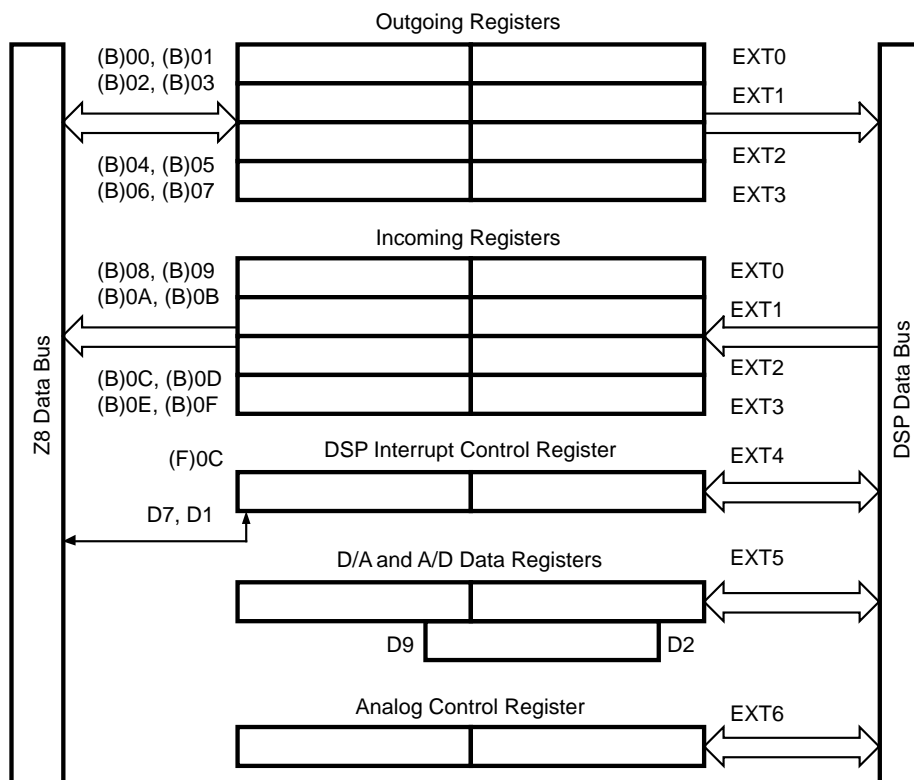 Outgoing Registers
(B)00, (B)01
(B)02, (B)03
EXT0
EXT1
(B)04, (B)05
(B)06, (B)07
EXT2
EXT3
Incoming Registers
(B)08, (B)09
(B)0A, (B)0B
EXT0
EXT1
(B)0C, (B)0D
(B)0E, (B)0F
EXT2
EXT3
Z8 Data Bus
DSP Data Bus
DSP Interrupt Control Register
(F)0C
EXT4
D7, D1
D/A and A/D Data Registers
EXT5
D9
D2
Analog Control Register
EXT6